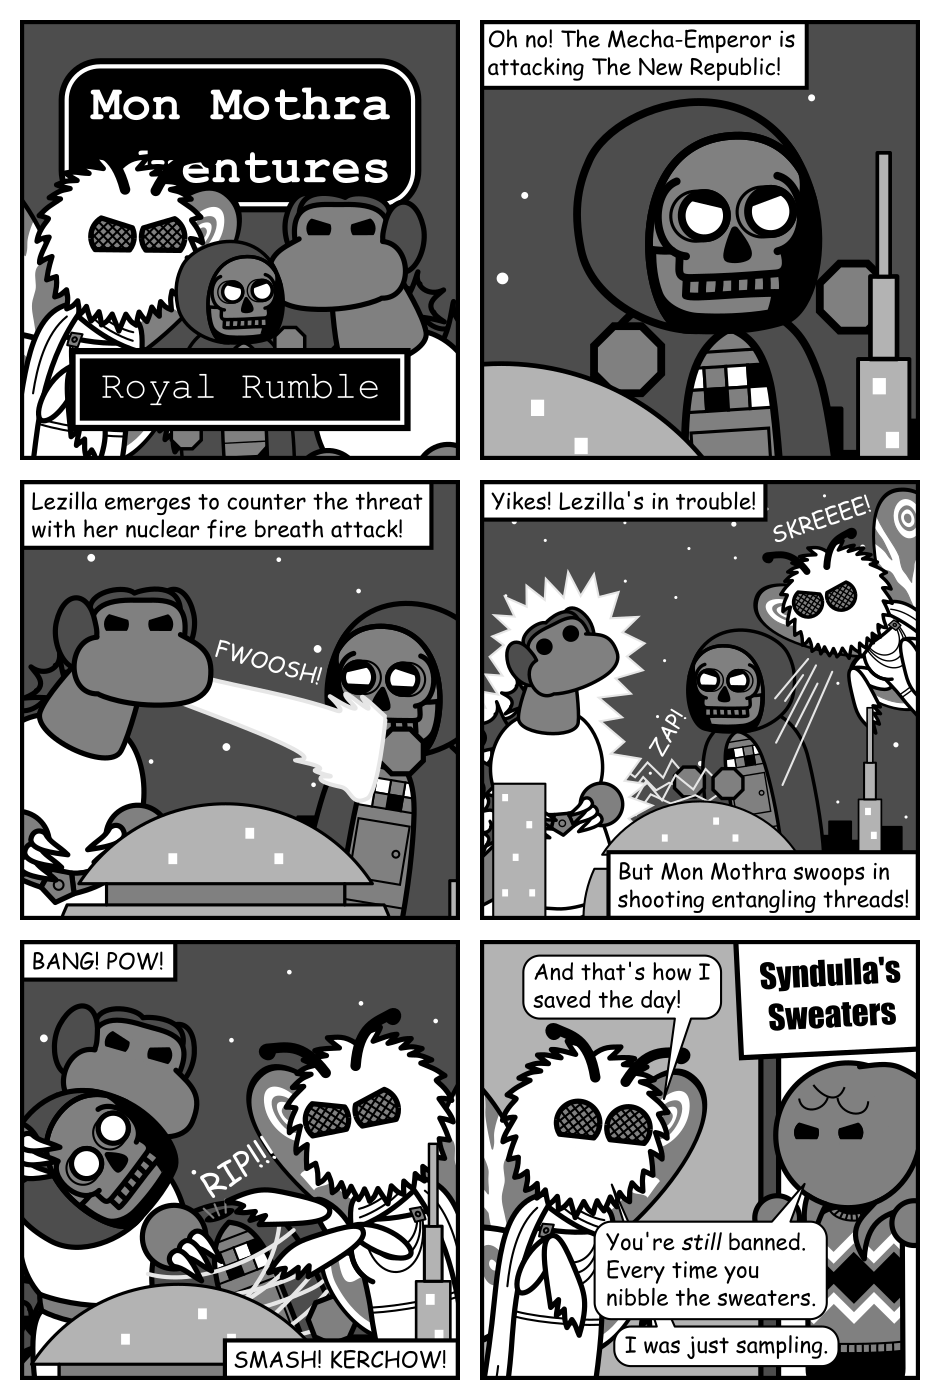 Mon Mothra
Adventures
Royal Rumble
Oh no! The Mecha-Emperor is
attacking The New Republic!
Lezilla emerges to counter the threat
with her nuclear fire breath attack!
FWOOSH!
Yikes! Lezilla's in trouble!
SKREEEE!
ZAP!
But Mon Mothra swoops in
shooting entangling threads!
BANG! POW!
RIP!!!
SMASH! KERCHOW!
And that's how I
saved the day!
Syndulla's
Sweaters
You're still banned.
Every time you
nibble the sweaters.
I was just sampling.